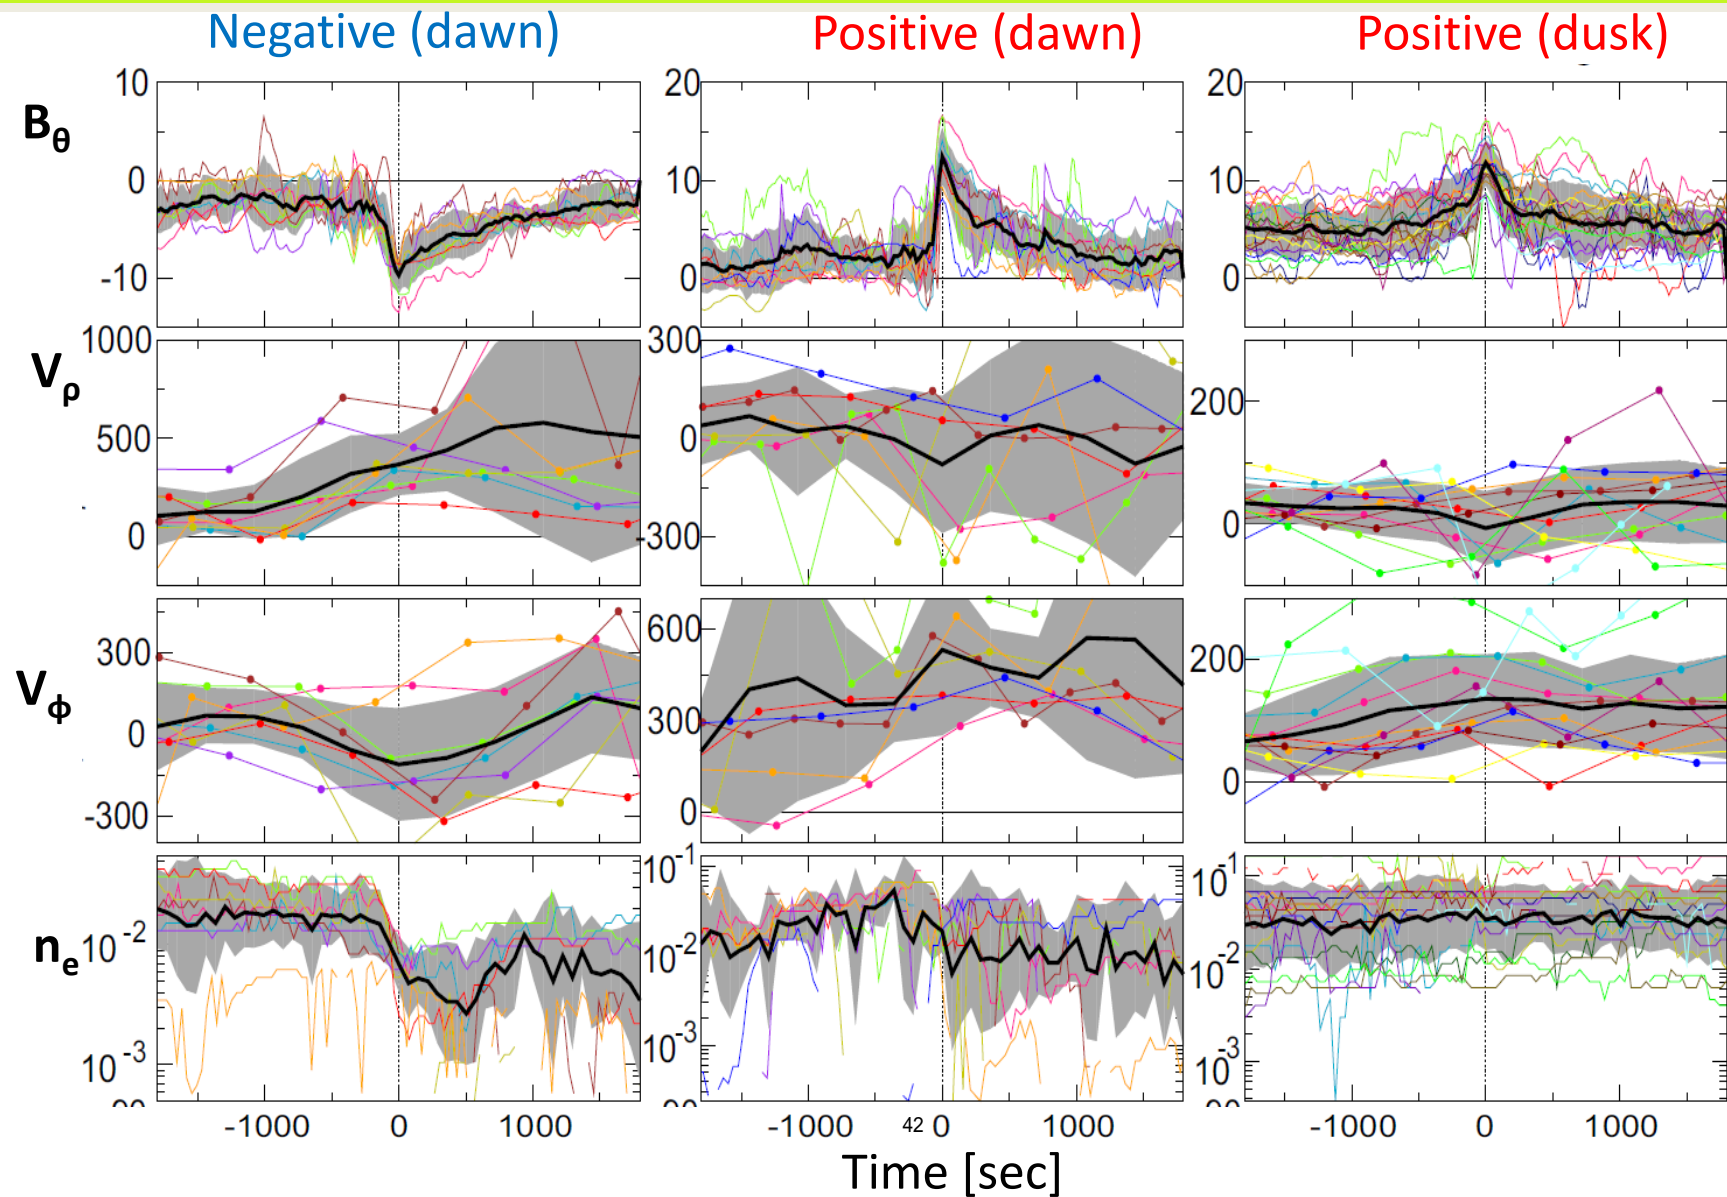 Negative (dawn) Positive (dawn) Positive (dusk)
Bθ
10 0 -10
20 10 0
20 10 0
Vρ
1000 500 0
300 0 -300
200 0
Vϕ
300 0 -300
600 300 0
200 0
ne
10-2 10-3
10-1 10-2 10-3
10-1 10-2 10-3
-1000 0 1000 -1000 0 1000 -1000 0 1000
42
Time [sec]